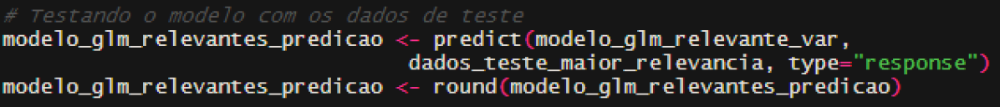 # Testando o modelo com os dados de teste
modelo_glm_relevantes_predicao <- predict(modelo_glm_relevante_var,
dados_teste_maior_relevancia, type="response")
modelo_glm_relevantes_predicao <- round(modelo_glm_relevantes_predicao)